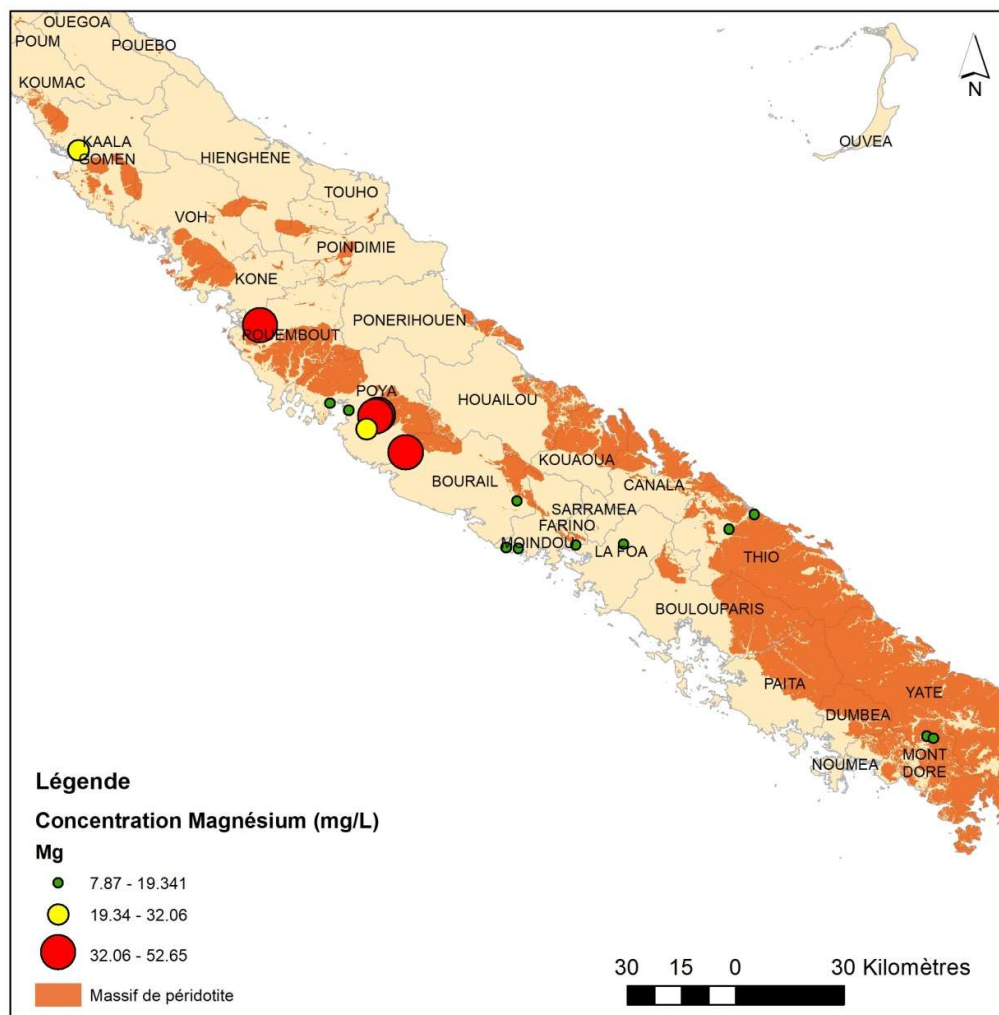 OUEGOA
POUM
POUEBO
KOUMAC
N
OUVEA
KAALA
GOMEN
HIENGHENE
TOUHO
VOH
POINDIMIE
KONE
PONERIHOUEN
POUEMBOUT
POYA
HOUAILOU
KOUAOUA
BOURAIL
CANALA
SARRAMEA
FARINO
MOINDOU
LA FOA
THIO
BOULOUPARIS
PAITA
YATE
DUMBEA
MONT
DORE
NOUMEA
Légende
Concentration Magnésium (mg/L)
Mg
7.87 - 19.341
19.34 - 32.06
32.06 - 52.65
Massif de péridotite
30 15 0 30 Kilomètres